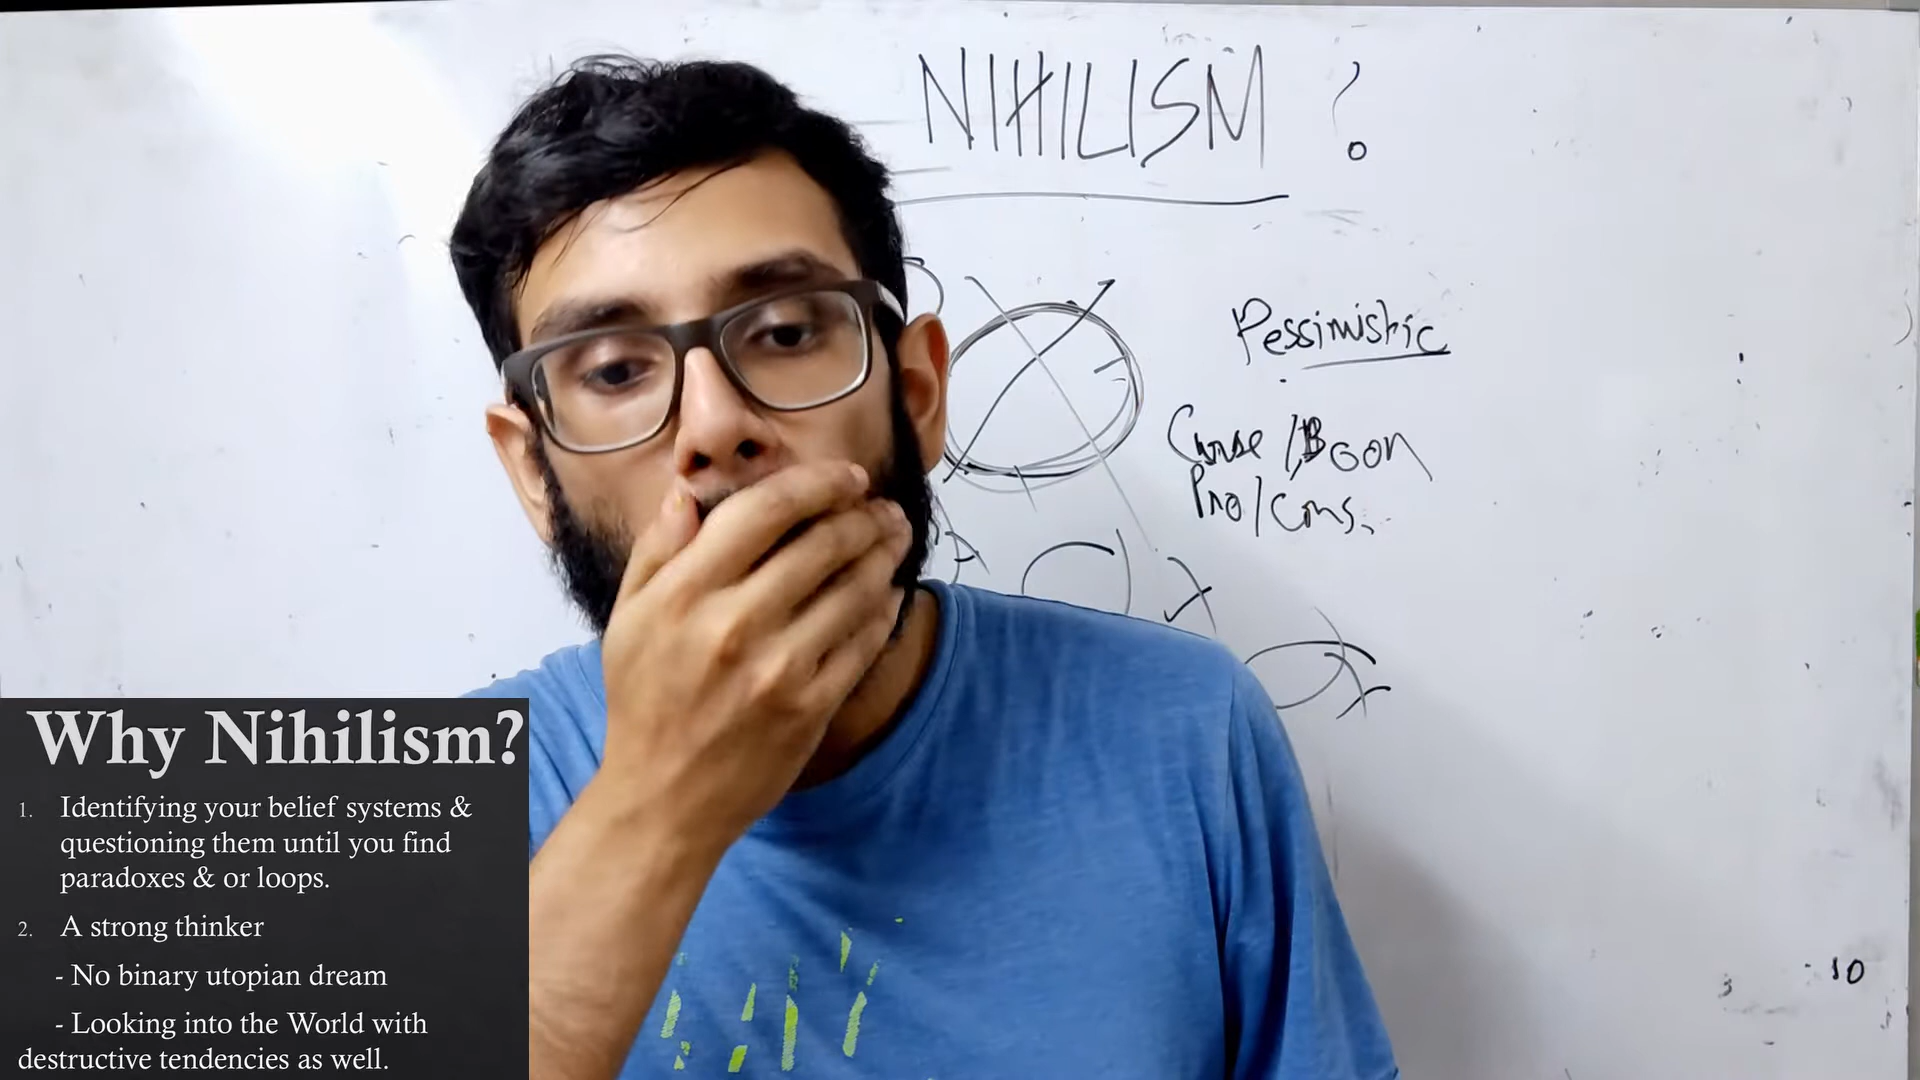 NIHILISM ?
Pessimistic
Curse / Boon
Pro / Cons.
10
Why Nihilism?
1. Identifying your belief systems &
questioning them until you find
paradoxes & or loops.
2. A strong thinker
- No binary utopian dream
- Looking into the World with
destructive tendencies as well.